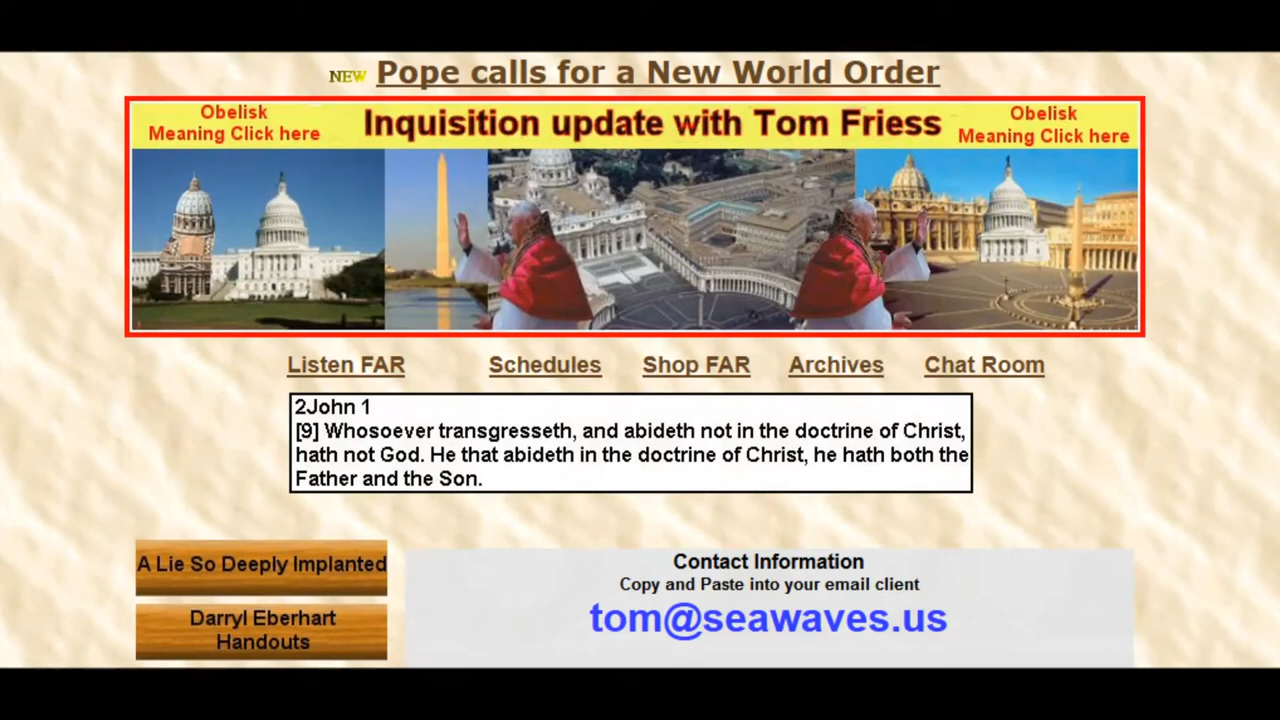 NEW Pope calls for a New World Order
Obelisk
Meaning Click here
Inquisition update with Tom Friess
Obelisk
Meaning Click here
Listen FAR Schedules Shop FAR Archives Chat Room
2John 1
[9] Whosoever transgresseth, and abideth not in the doctrine of Christ,
hath not God. He that abideth in the doctrine of Christ, he hath both the
Father and the Son.
A Lie So Deeply Implanted
Darryl Eberhart
Handouts
Contact Information
Copy and Paste into your email client
tom@seawaves.us